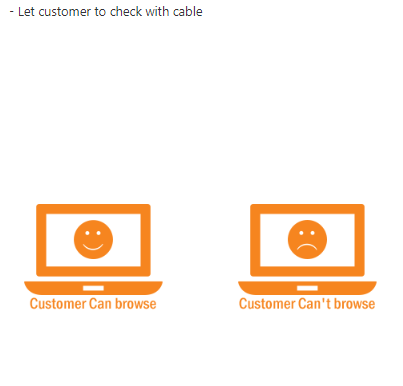 - Let customer to check with cable
Customer Can browse
Customer Can't browse